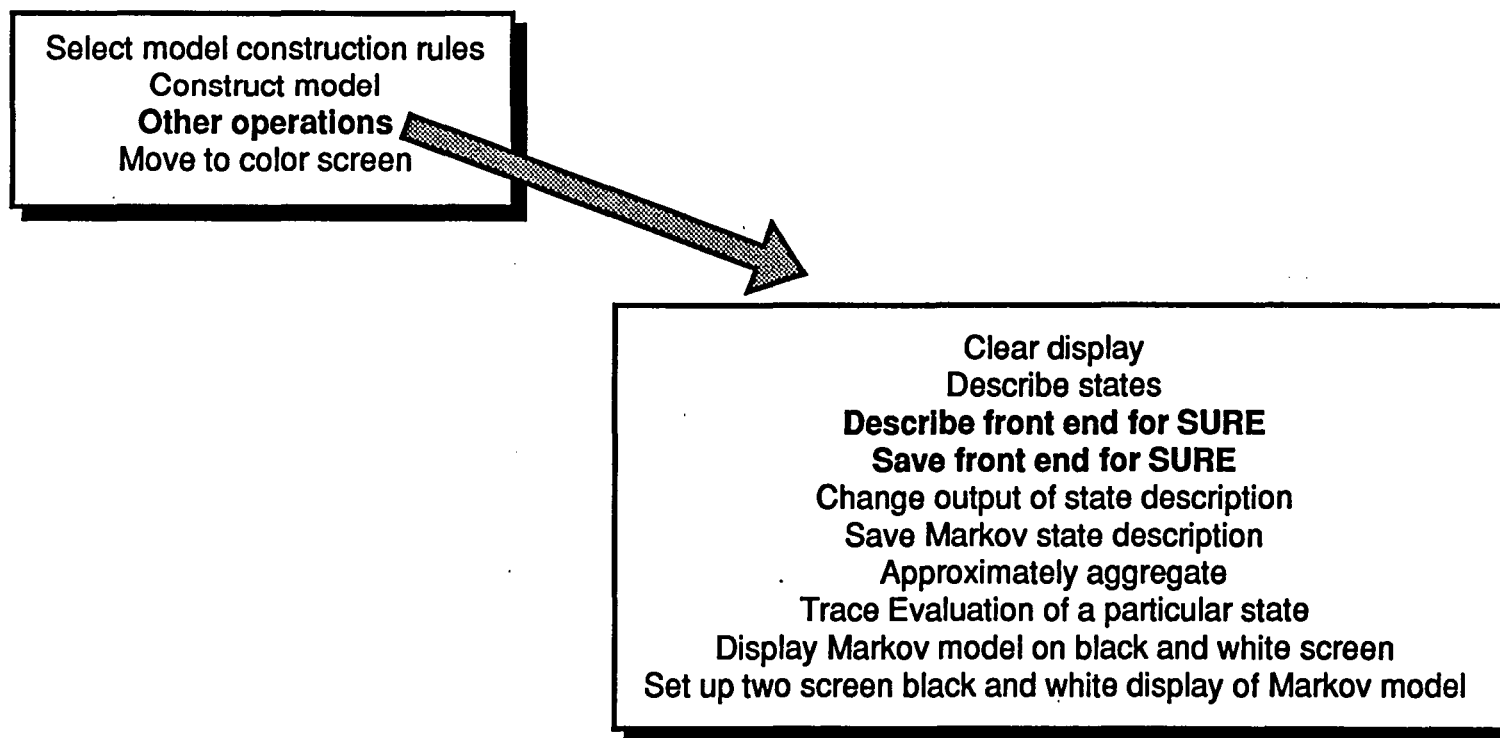 Select model construction rules
Construct model
Other operations
Move to color screen
Clear display
Describe states
Describe front end for SURE
Save front end for SURE
Change output of state description
Save Markov state description
Approximately aggregate
Trace Evaluation of a particular state
Display Markov model on black and white screen
Set up two screen black and white display of Markov model